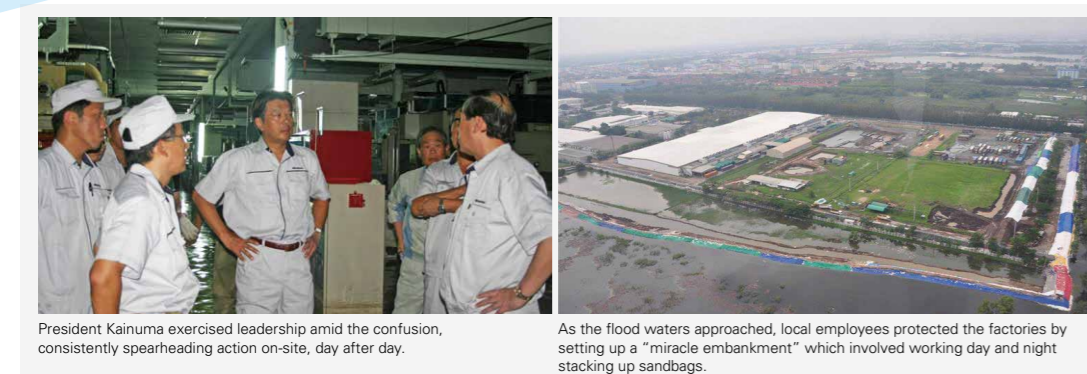 President Kainuma exercised leadership amid the confusion,
consistently spearheading action on-site, day after day.
As the flood waters approached, local employees protected the factories by
setting up a “miracle embankment” which involved working day and night
stacking up sandbags.